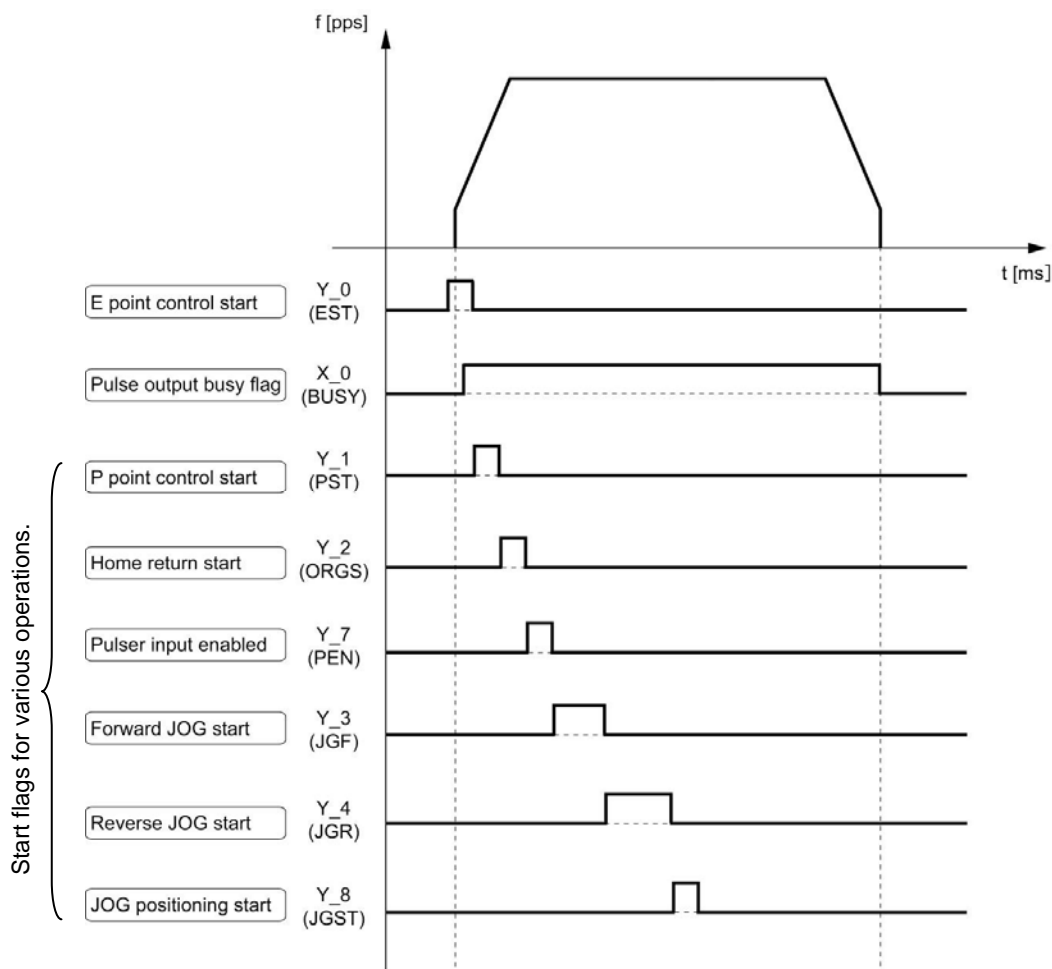 f [pps]
t [ms]
E point control start
Y_0
(EST)
Pulse output busy flag
X_0
(BUSY)
Start flags for various operations.
P point control start
Y_1
(PST)
Home return start
Y_2
(ORGS)
Pulser input enabled
Y_7
(PEN)
Forward JOG start
Y_3
(JGF)
Reverse JOG start
Y_4
(JGR)
JOG positioning start
Y_8
(JGST)